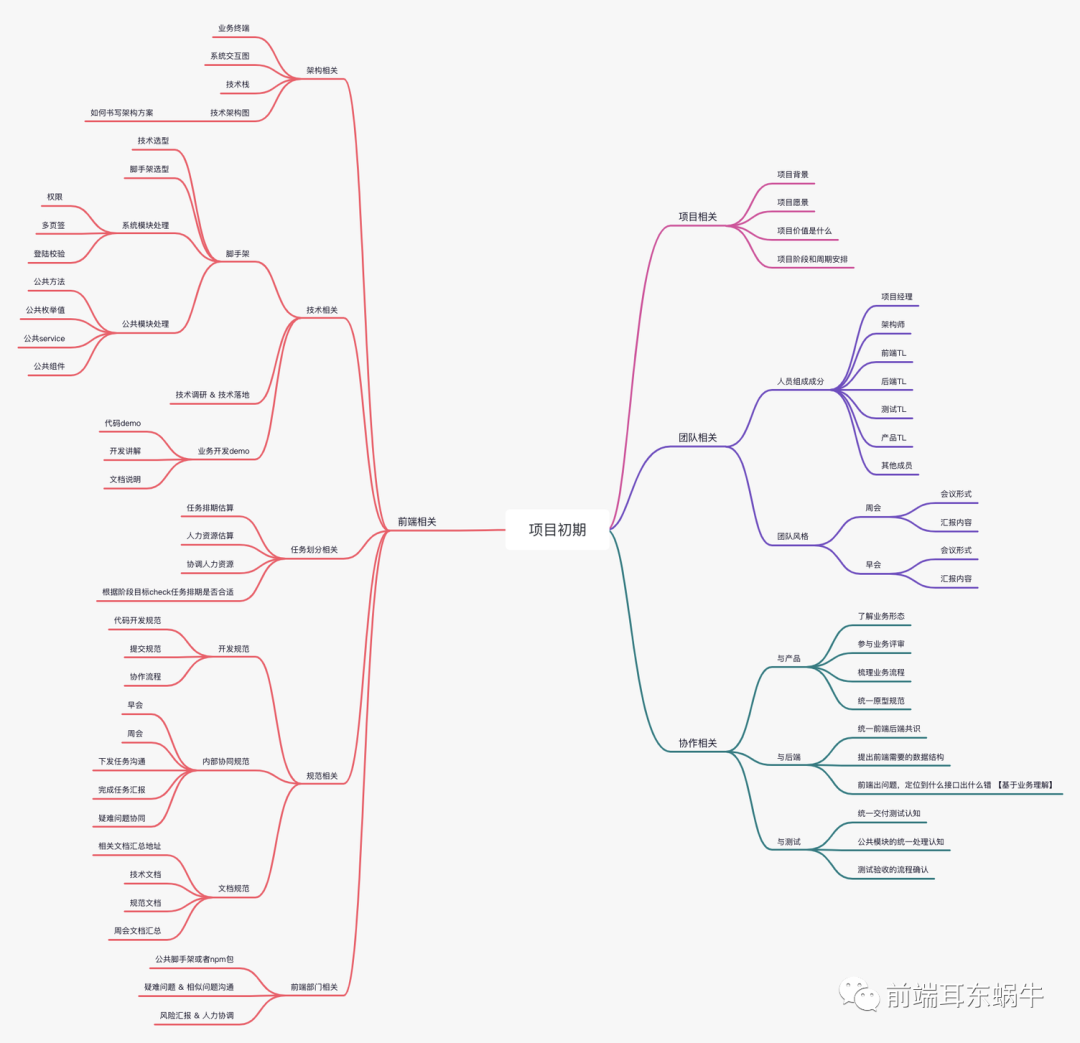 项目初期
项目相关
项目背景
项目愿景
项目价值是什么
项目阶段和周期安排
团队相关
人员组成成分
项目经理
架构师
前端TL
后端TL
测试TL
产品TL
其他成员
团队风格
周会
会议形式
汇报内容
早会
会议形式
汇报内容
协作相关
与产品
了解业务形态
参与业务评审
梳理业务流程
统一原型规范
与后端
统一前端后端共识
提出前端需要的数据结构
前端出问题，定位到什么接口出什么错 【基于业务理解】
与测试
统一交付测试认知
公共模块的统一处理认知
测试验收的流程确认
前端相关
架构相关
业务终端
系统交互图
技术栈
技术架构图
如何书写架构方案
技术相关
脚手架
技术选型
脚手架选型
系统模块处理
权限
多页签
登陆校验
公共模块处理
公共方法
公共枚举值
公共service
公共组件
技术调研 & 技术落地
业务开发demo
代码demo
开发讲解
文档说明
任务划分相关
任务排期估算
人力资源估算
协调人力资源
根据阶段目标check任务排期是否合适
规范相关
开发规范
代码开发规范
提交规范
协作流程
内部协同规范
早会
周会
下发任务沟通
完成任务汇报
疑难问题协同
文档规范
相关文档汇总地址
技术文档
规范文档
周会文档汇总
前端部门相关
公共脚手架或者npm包
疑难问题 & 相似问题沟通
风险汇报 & 人力协调
前端耳东蜗牛